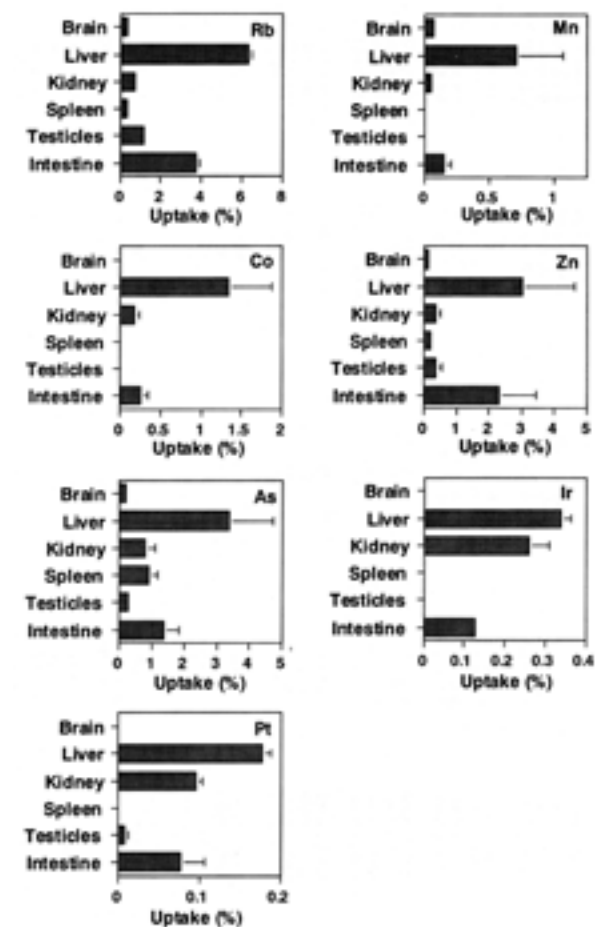 Rb
Brain
Liver
Kidney
Spleen
Testicles
Intestine
0 2 4 6 8
Uptake (%)
Mn
Brain
Liver
Kidney
Spleen
Testicles
Intestine
0 0.5 1
Uptake (%)
Co
Brain
Liver
Kidney
Spleen
Testicles
Intestine
0 0.5 1 1.5 2
Uptake (%)
Zn
Brain
Liver
Kidney
Spleen
Testicles
Intestine
0 1 2 3 4 5
Uptake (%)
As
Brain
Liver
Kidney
Spleen
Testicles
Intestine
0 1 2 3 4 5
Uptake (%)
Ir
Brain
Liver
Kidney
Spleen
Testicles
Intestine
0 0.1 0.2 0.3 0.4
Uptake (%)
Pt
Brain
Liver
Kidney
Spleen
Testicles
Intestine
0 0.1 0.2
Uptake (%)